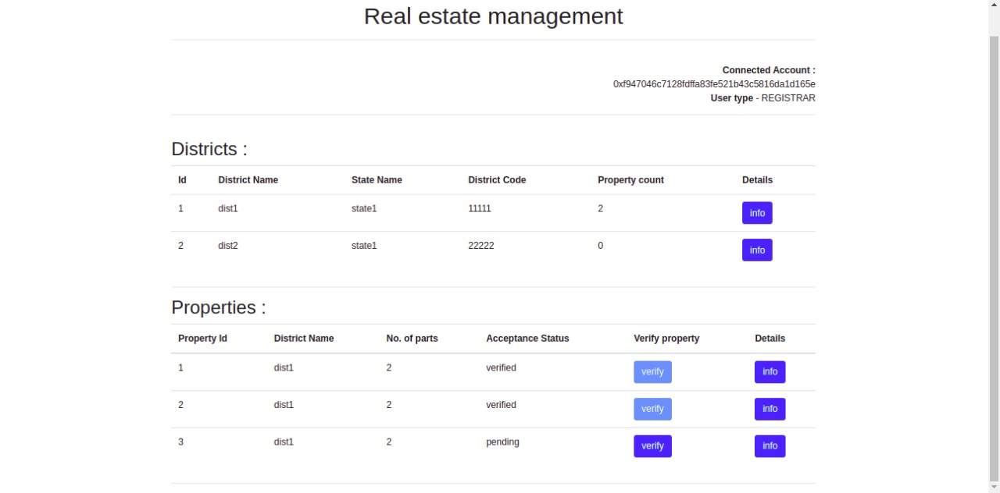 Real estate management
Connected Account :
0xf947046c7128fdffa83fe521b43c5816da1d165e
User type - REGISTRAR
Districts :
Id District Name State Name District Code Property count Details
1 dist1 state1 11111 2 info
2 dist2 state1 22222 0 info
Properties :
Property Id District Name No. of parts Acceptance Status Verify property Details
1 dist1 2 verified verify info
2 dist1 2 verified verify info
3 dist1 2 pending verify info